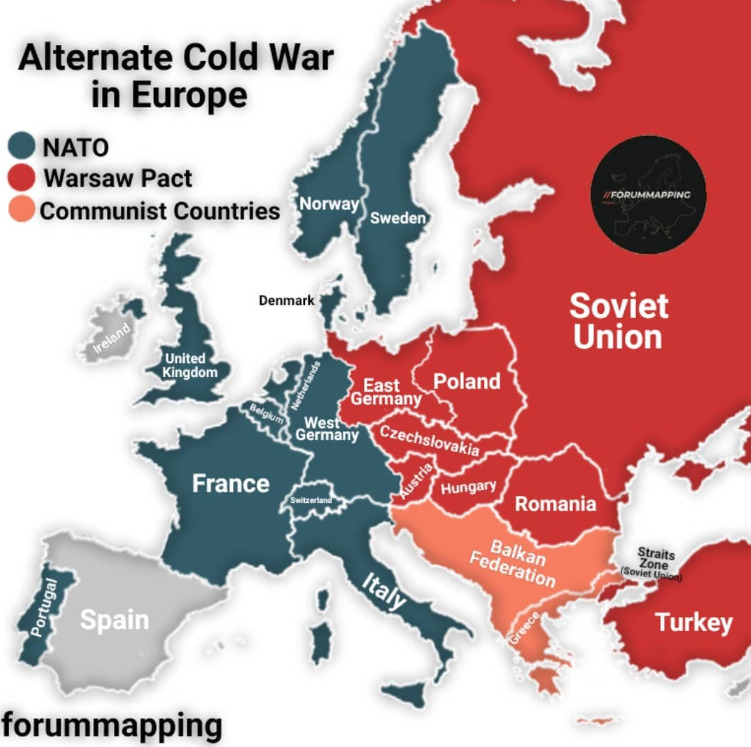 Alternate Cold War
in Europe
NATO
Warsaw Pact
Communist Countries
//FORUMMAPPING
Norway
Sweden
Denmark
Soviet
Union
Ireland
United
Kingdom
Netherlands
Belgium
East
Germany
Poland
West
Germany
Czechslovakia
France
Switzerland
Austria
Hungary
Romania
Balkan
Federation
Straits
Zone
(Soviet Union)
Italy
Portugal
Spain
Greece
Turkey
forummapping